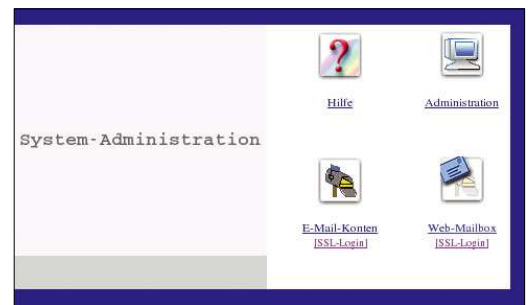 System-Administration
Hilfe
Administration
E-Mail-Konten
[SSL-Login]
Web-Mailbox
[SSL-Login]